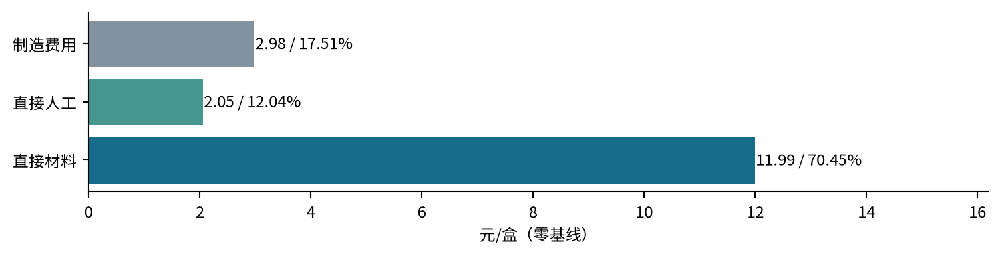 制造费用 2.98 / 17.51%
直接人工 2.05 / 12.04%
直接材料 11.99 / 70.45%
0 2 4 6 8 10 12 14 16
元/盒（零基线）